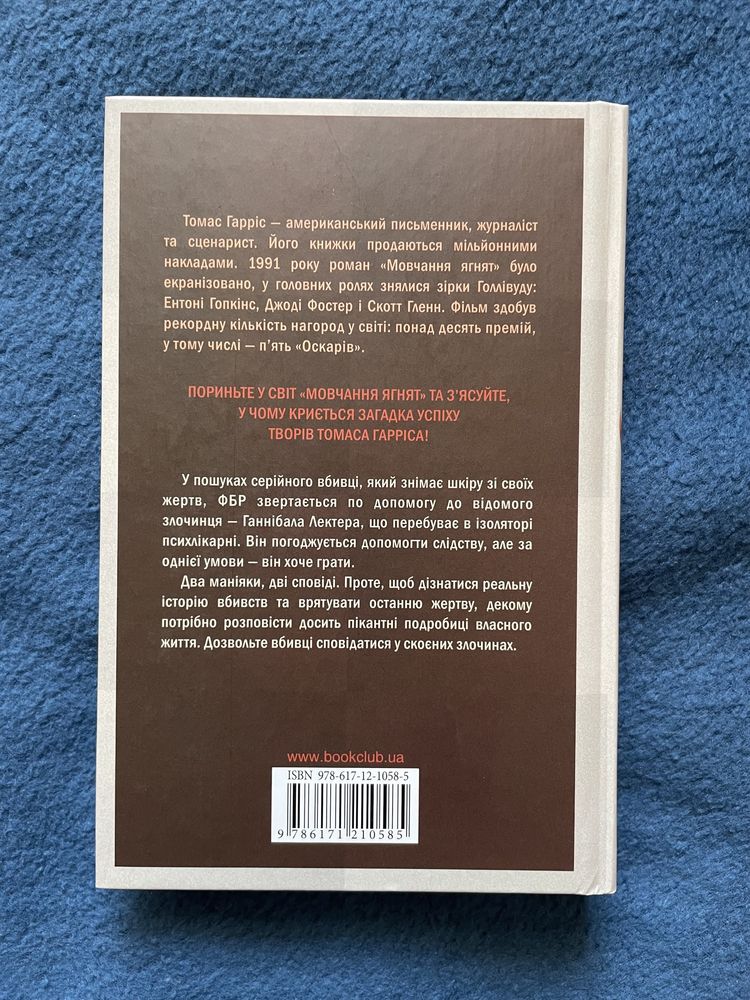 Томас Гарріс — американський письменник, журналіст
та сценарист. Його книжки продаються мільйонними
накладами. 1991 року роман «Мовчання ягнят» було
екранізовано, у головних ролях знялися зірки Голлівуду:
Ентоні Гопкінс, Джоді Фостер і Скотт Гленн. Фільм здобув
рекордну кількість нагород у світі: понад десять премій,
у тому числі — п’ять «Оскарів».
ПОРИНЬТЕ У СВІТ «МОВЧАННЯ ЯГНЯТ» ТА З’ЯСУЙТЕ,
У ЧОМУ КРИЄТЬСЯ ЗАГАДКА УСПІХУ
ТВОРІВ ТОМАСА ГАРРІСА!
У пошуках серійного вбивці, який знімає шкіру зі своїх
жертв, ФБР звертається по допомогу до відомого
злочинця — Ганнібала Лектера, що перебуває в ізоляторі
психлікарні. Він погоджується допомогти слідству, але за
однієї умови — він хоче грати.
Два маніяки, дві сповіді. Проте, щоб дізнатися реальну
історію вбивств та врятувати останню жертву, декому
потрібно розповісти досить пікантні подробиці власного
життя. Дозвольте вбивці сповідатися у скоєних злочинах.
www.bookclub.ua
ISBN 978-617-12-1058-5
9 786171 210585